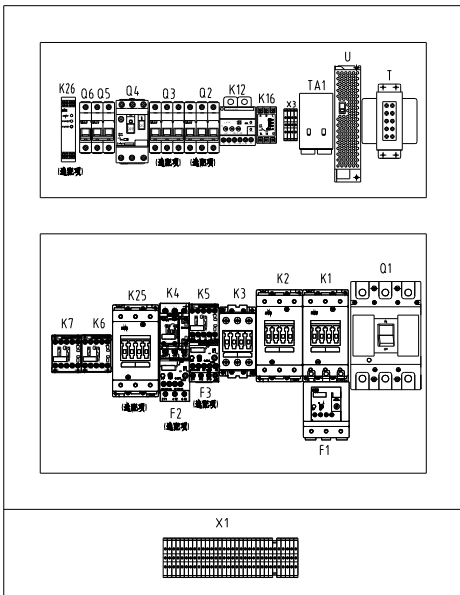 K26 Q6 Q5 Q4 Q3 Q2 K12 K16 X3 TA1 U T
(选配项) (选配项) (选配项)
K7 K6 K25 K4 K5 K3 K2 K1 Q1
(选配项) F2 (选配项) F3 (选配项) F1
X1